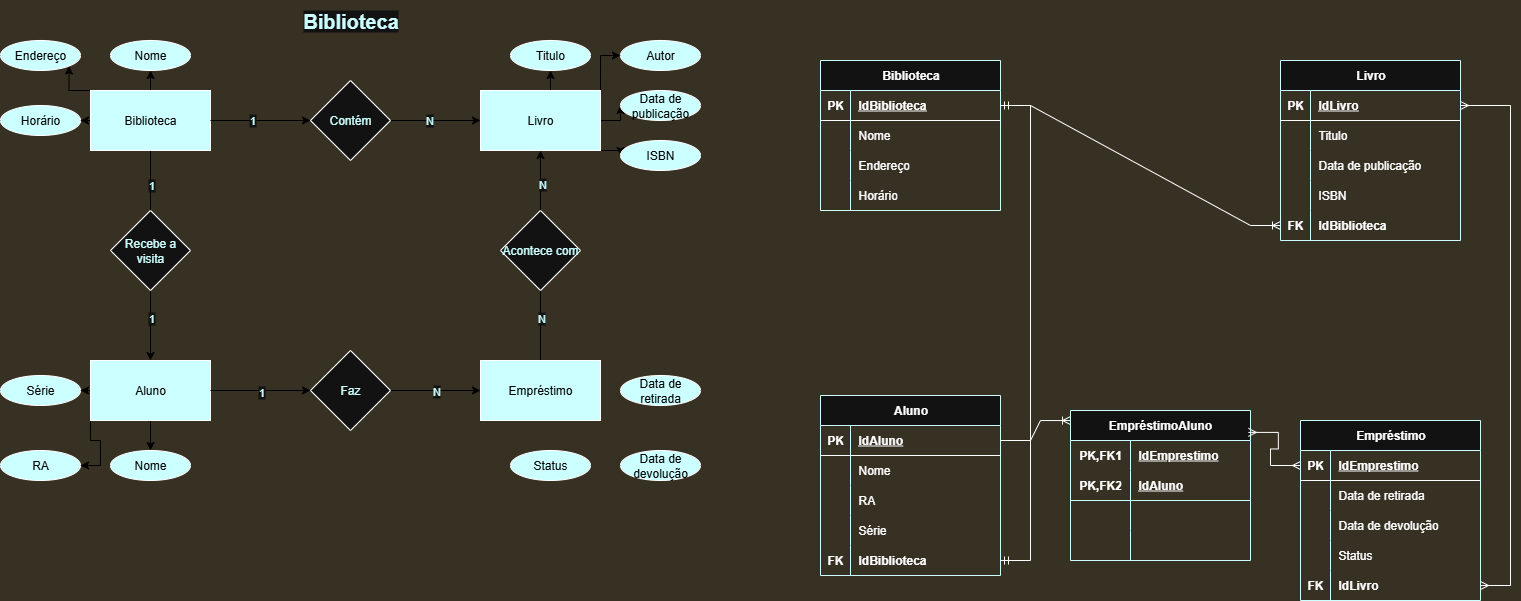 Biblioteca
Endereço
Nome
Titulo
Autor
Horário
Biblioteca
1
Contém
N
Livro
Data de
publicação
ISBN
1
N
Recebe a
visita
Acontece com
1
N
Série
Aluno
1
Faz
N
Empréstimo
Data de
retirada
RA
Nome
Status
Data de
devolução
Biblioteca
PK IdBiblioteca
Nome
Endereço
Horário
Livro
PK IdLivro
Titulo
Data de publicação
ISBN
FK IdBiblioteca
Aluno
PK IdAluno
Nome
RA
Série
FK IdBiblioteca
EmpréstimoAluno
PK,FK1 IdEmprestimo
PK,FK2 IdAluno
Empréstimo
PK IdEmprestimo
Data de retirada
Data de devolução
Status
FK IdLivro